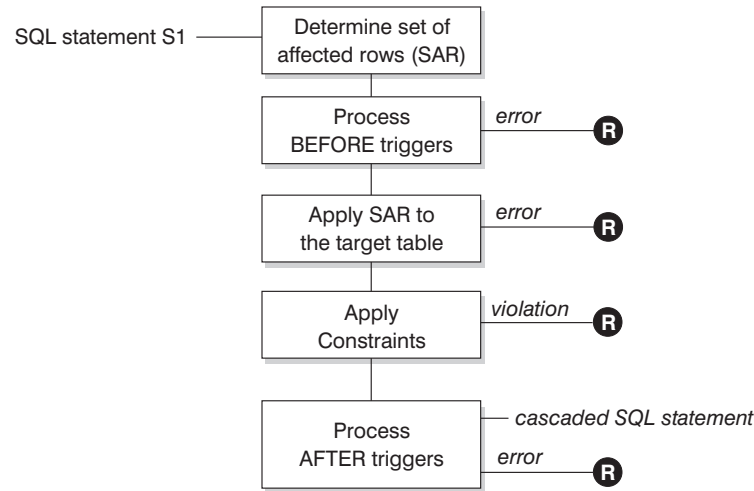 SQL statement S1
Determine set of
affected rows (SAR)
Process
BEFORE triggers
error
R
Apply SAR to
the target table
error
R
Apply
Constraints
violation
R
Process
AFTER triggers
cascaded SQL statement
error
R